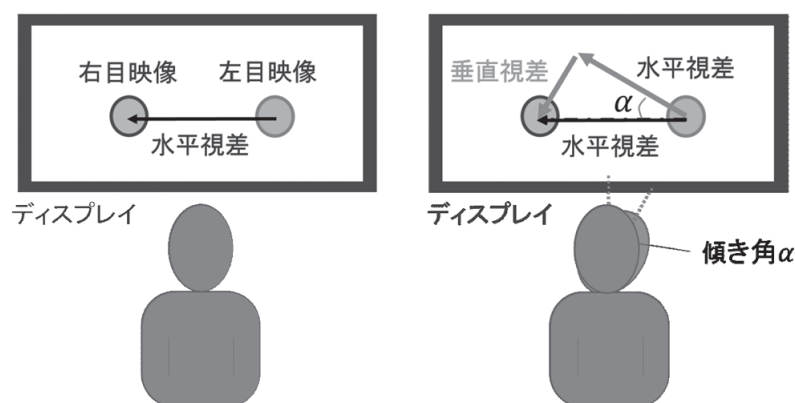 右目映像 左目映像
水平視差
ディスプレイ
垂直視差 水平視差
α
水平視差
ディスプレイ
傾き角α